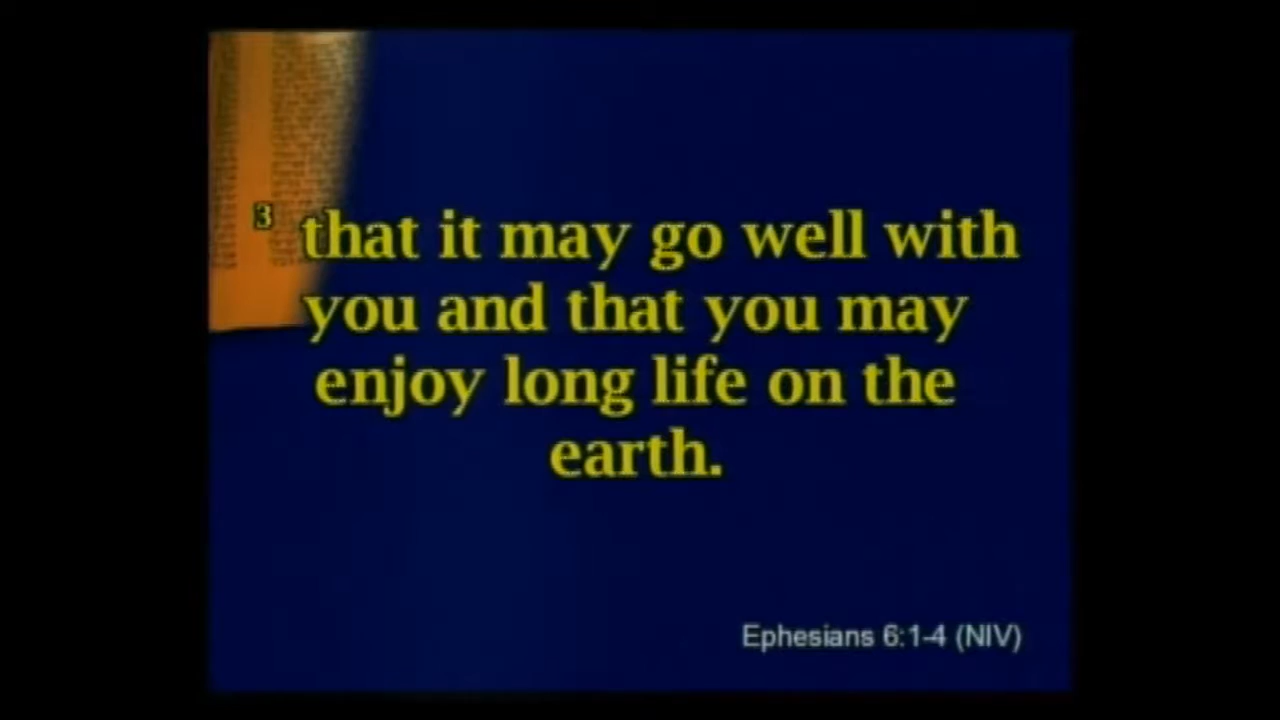 3 that it may go well with
you and that you may
enjoy long life on the
earth.
Ephesians 6:1-4 (NIV)